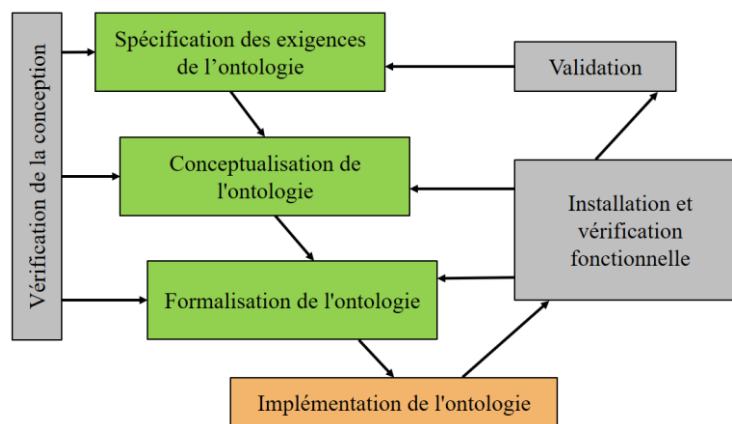 Spécification des exigences
de l’ontologie
Validation
Vérification de la conception
Conceptualisation de
l'ontologie
Installation et
vérification
fonctionnelle
Formalisation de l'ontologie
Implémentation de l'ontologie